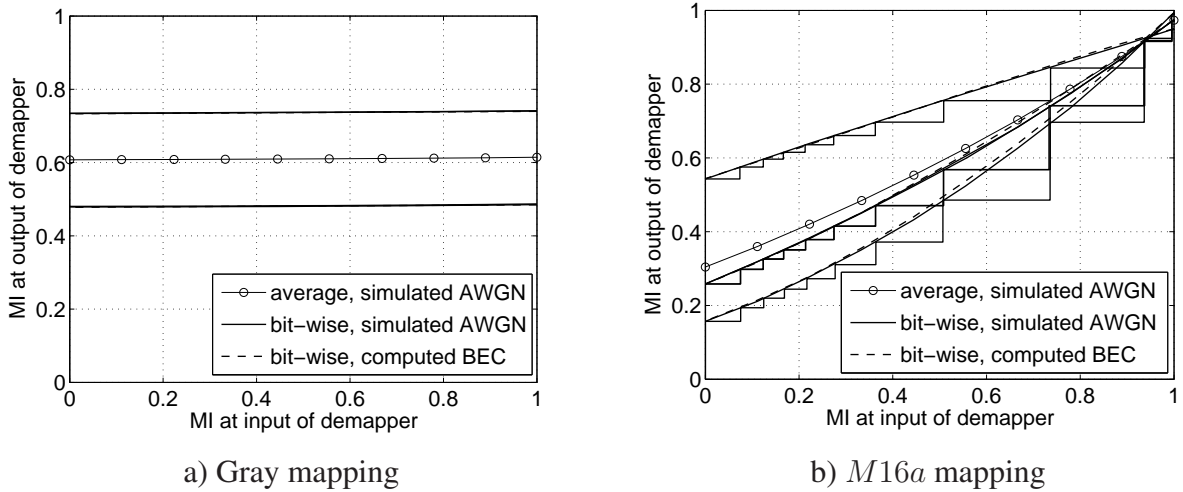 1
0.8
0.6
0.4
0.2
0
0 0.2 0.4 0.6 0.8 1
MI at output of demapper
MI at input of demapper
average, simulated AWGN
bit−wise, simulated AWGN
bit−wise, computed BEC
a) Gray mapping
1
0.8
0.6
0.4
0.2
0
0 0.2 0.4 0.6 0.8 1
MI at output of demapper
MI at input of demapper
average, simulated AWGN
bit−wise, simulated AWGN
bit−wise, computed BEC
b) M16a mapping